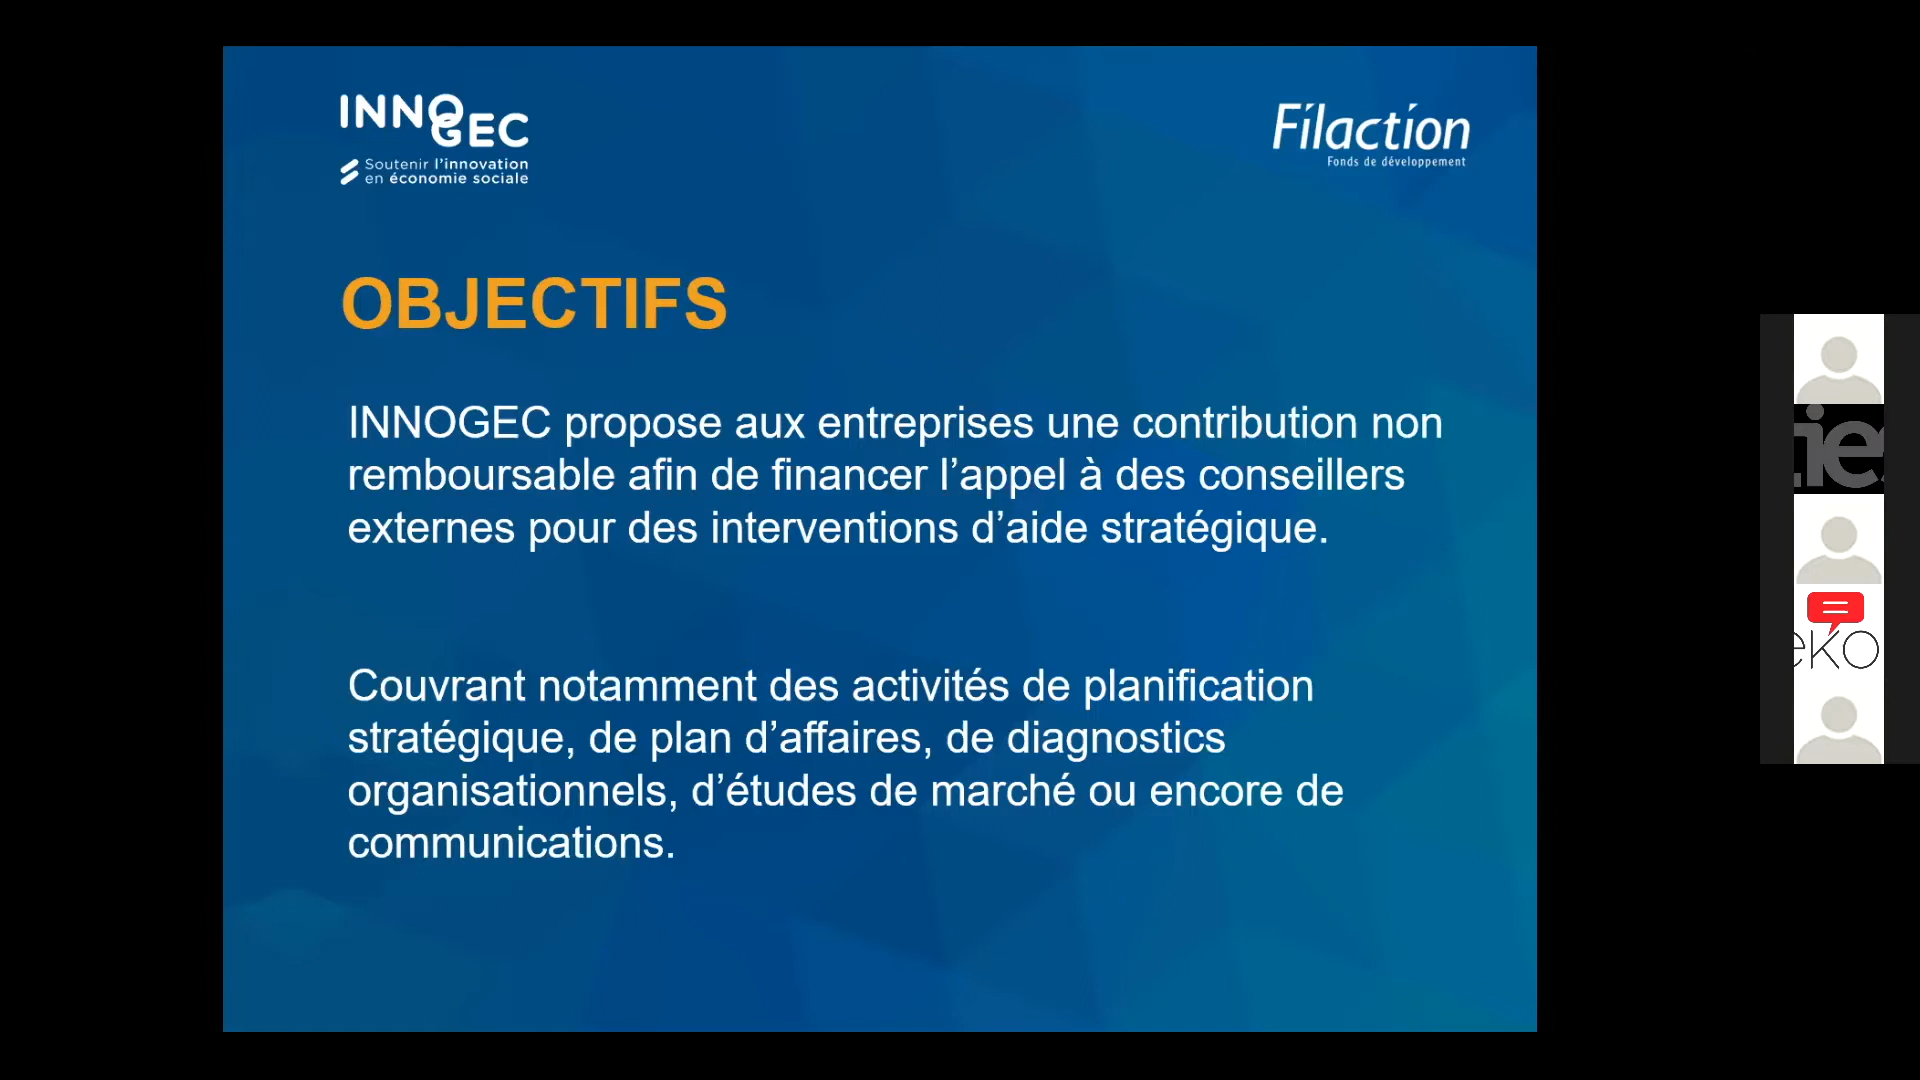 INNOGEC
Soutenir l'innovation
en économie sociale
Filaction
Fonds de développement
OBJECTIFS
INNOGEC propose aux entreprises une contribution non
remboursable afin de financer l’appel à des conseillers
externes pour des interventions d’aide stratégique.
Couvrant notamment des activités de planification
stratégique, de plan d’affaires, de diagnostics
organisationnels, d’études de marché ou encore de
communications.